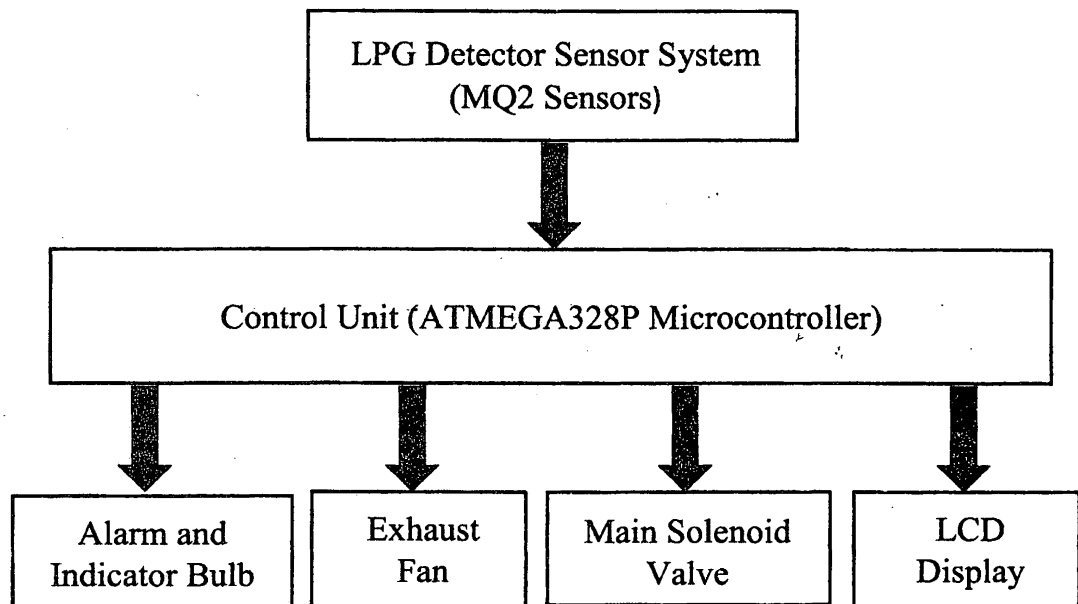 LPG Detector Sensor System
(MQ2 Sensors)
Control Unit (ATMEGA328P Microcontroller)
Alarm and
Indicator Bulb
Exhaust
Fan
Main Solenoid
Valve
LCD
Display